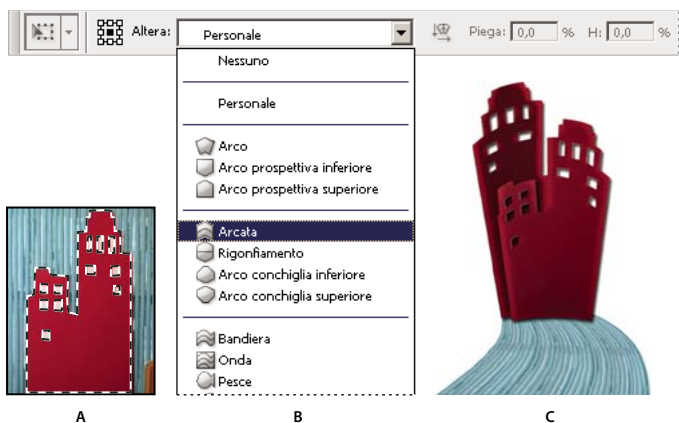 Altera: Personale Piega: 0,0 % H: 0,0 %
Nessuno
Personale
Arco
Arco prospettiva inferiore
Arco prospettiva superiore
Arcata
Rigonfiamento
Arco conchiglia inferiore
Arco conchiglia superiore
Bandiera
Onda
Pesce
A B C